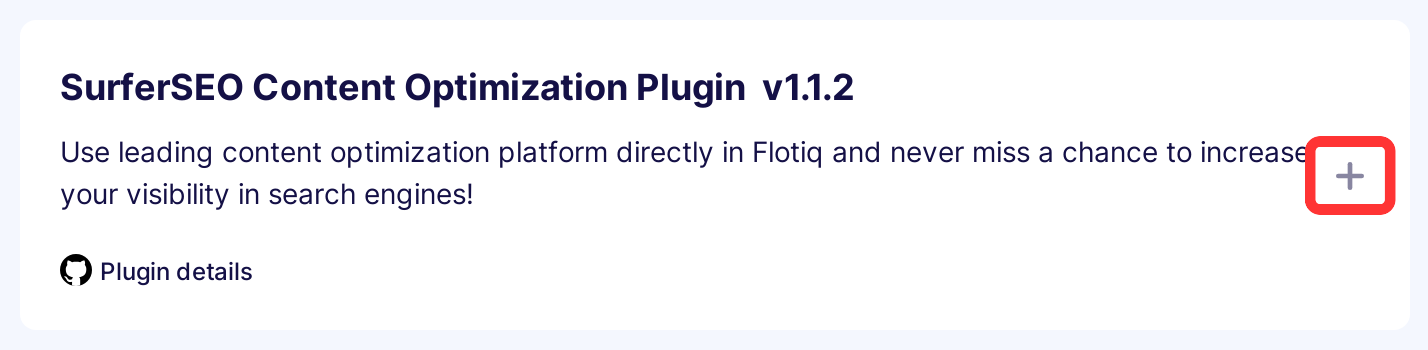 SurferSEO Content Optimization Plugin v1.1.2
Use leading content optimization platform directly in Flotiq and never miss a chance to increase
your visibility in search engines!
Plugin details